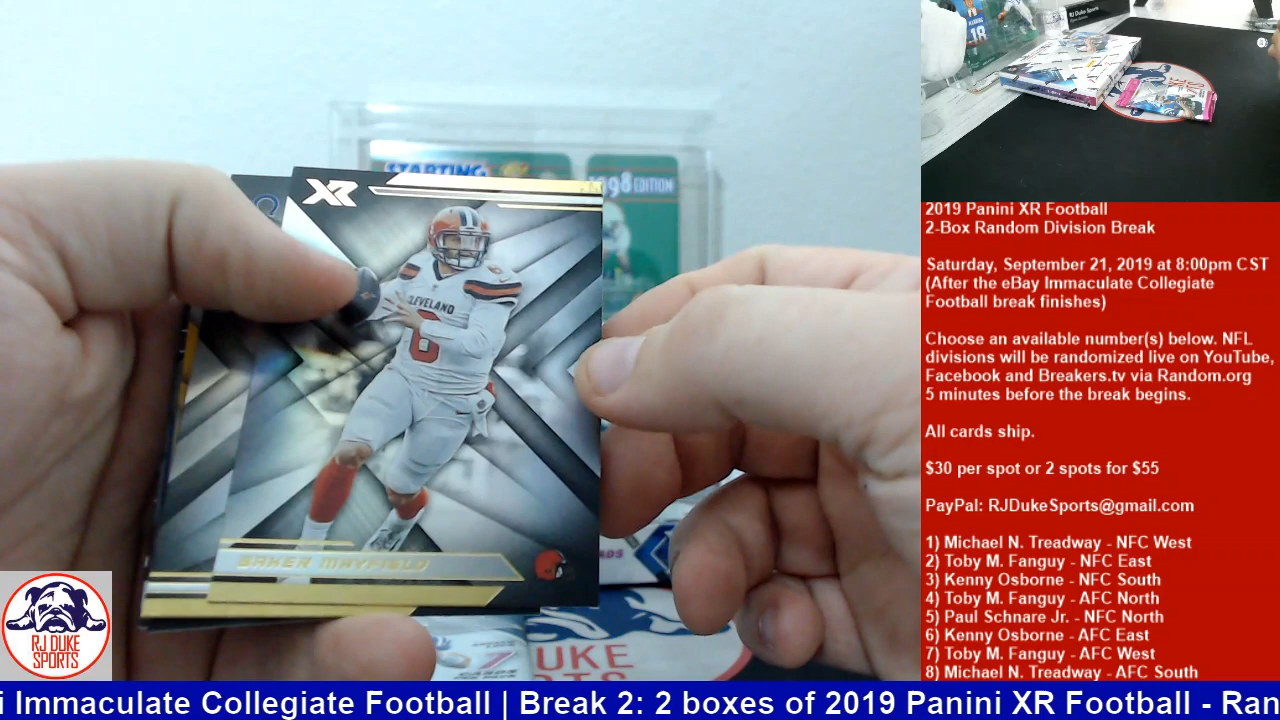 STARTING
1998 EDITION
XR
CLEVELAND
6
BAKER MAYFIELD
7
UKE
RTS
RJ DUKE
SPORTS
RJ Duke Sports
18
2019 Panini XR Football
2-Box Random Division Break
Saturday, September 21, 2019 at 8:00pm CST
(After the eBay Immaculate Collegiate
Football break finishes)
Choose an available number(s) below. NFL
divisions will be randomized live on YouTube,
Facebook and Breakers.tv via Random.org
5 minutes before the break begins.
All cards ship.
$30 per spot or 2 spots for $55
PayPal: RJDukeSports@gmail.com
1) Michael N. Treadway - NFC West
2) Toby M. Fanguy - NFC East
3) Kenny Osborne - NFC South
4) Toby M. Fanguy - AFC North
5) Paul Schnare Jr. - NFC North
6) Kenny Osborne - AFC East
7) Toby M. Fanguy - AFC West
8) Michael N. Treadway - AFC South
i Immaculate Collegiate Football | Break 2: 2 boxes of 2019 Panini XR Football - Ran